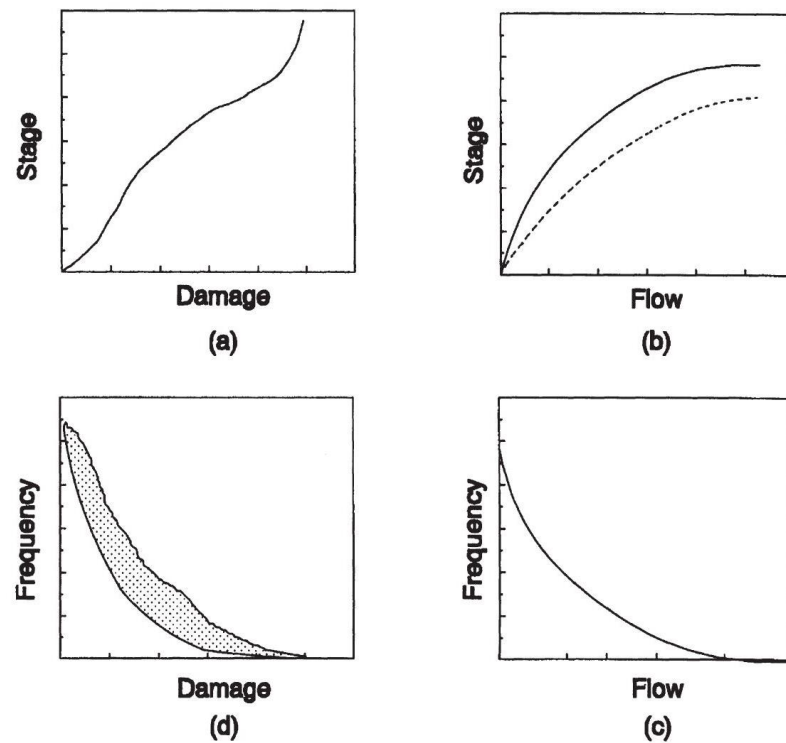 Stage
Damage
(a)
Stage
Flow
(b)
Frequency
Damage
(d)
Frequency
Flow
(c)